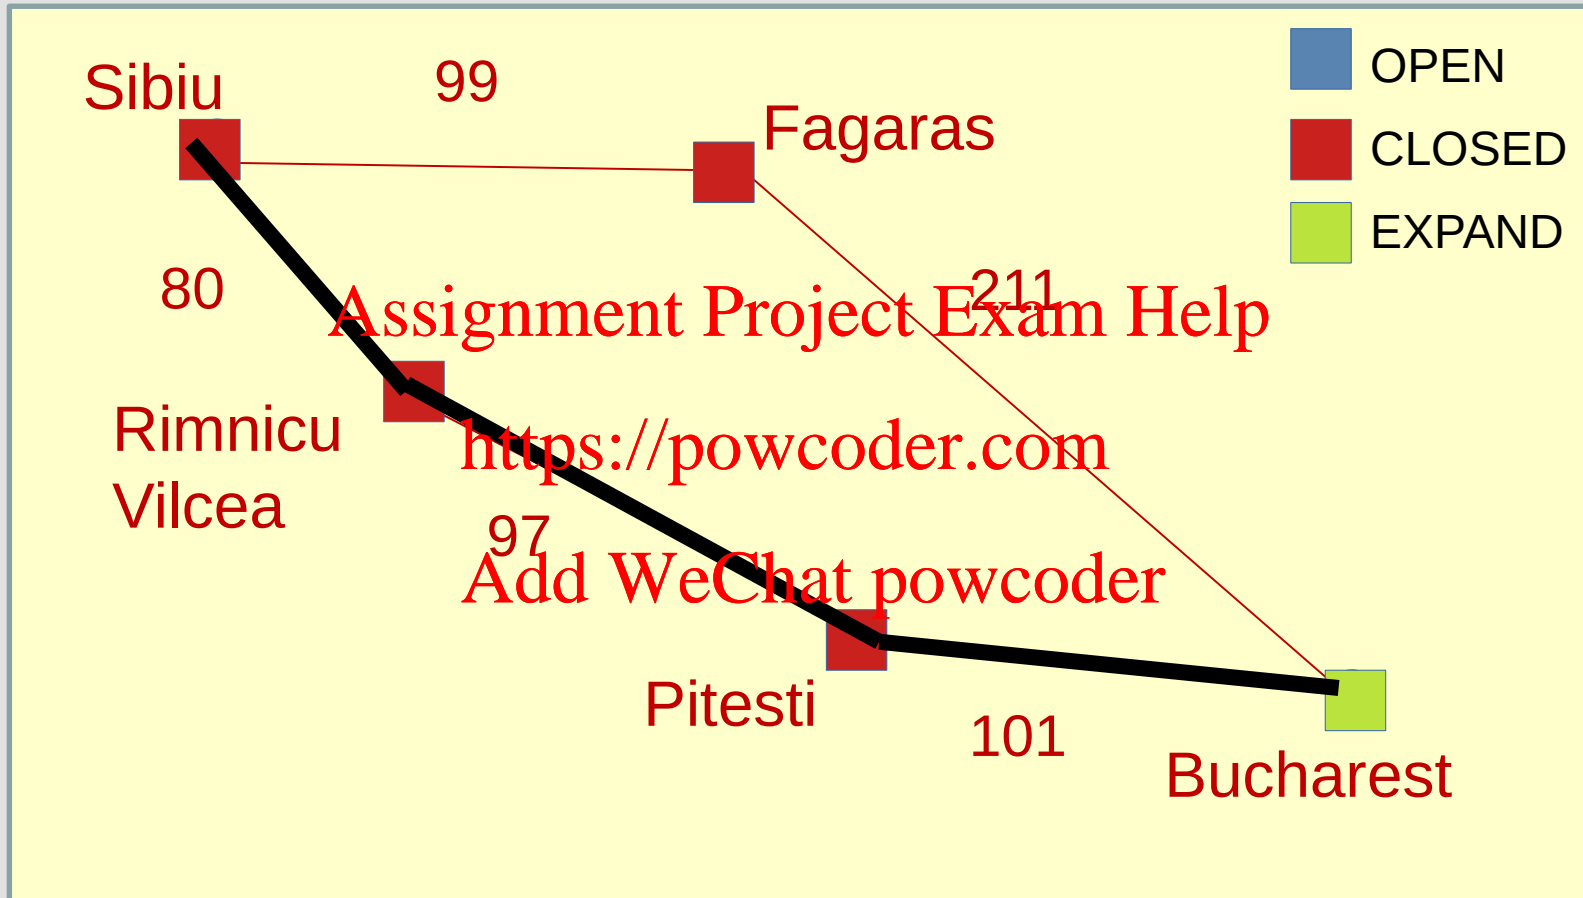 Sibiu
99
Fagaras
OPEN
CLOSED
EXPAND
80
211
Assignment Project Exam Help
Rimnicu
Vilcea
https://powcoder.com
97
Add WeChat powcoder
Pitesti
101
Bucharest